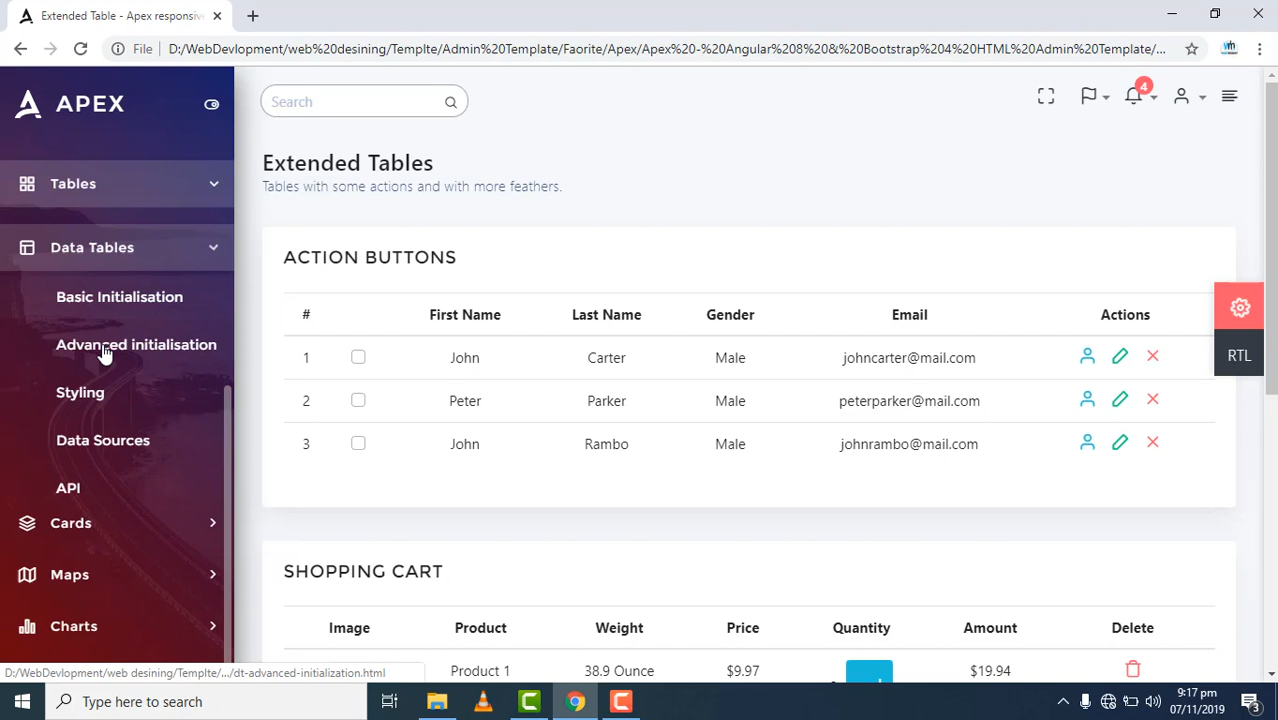 Extended Table - Apex responsiv
File
D:/WebDevlopment/web%20desining/Templte/Admin%20Template/Faorite/Apex/Apex%20-%20Angular%208%20&%20Bootstrap%204%20HTML%20Admin%20Template/...
APEX
Search
4
Tables
Data Tables
Basic Initialisation
Advanced initialisation
Styling
Data Sources
API
Cards
Maps
Charts
Extended Tables
Tables with some actions and with more feathers.
ACTION BUTTONS
# First Name Last Name Gender Email Actions
1 John Carter Male johncarter@mail.com
2 Peter Parker Male peterparker@mail.com
3 John Rambo Male johnrambo@mail.com
RTL
SHOPPING CART
Image Product Weight Price Quantity Amount Delete
Product 1 38.9 Ounce $9.97 $19.94
D:/WebDevlopment/web desining/Templte/.../dt-advanced-initialization.html
Type here to search
9:17 pm
07/11/2019
3